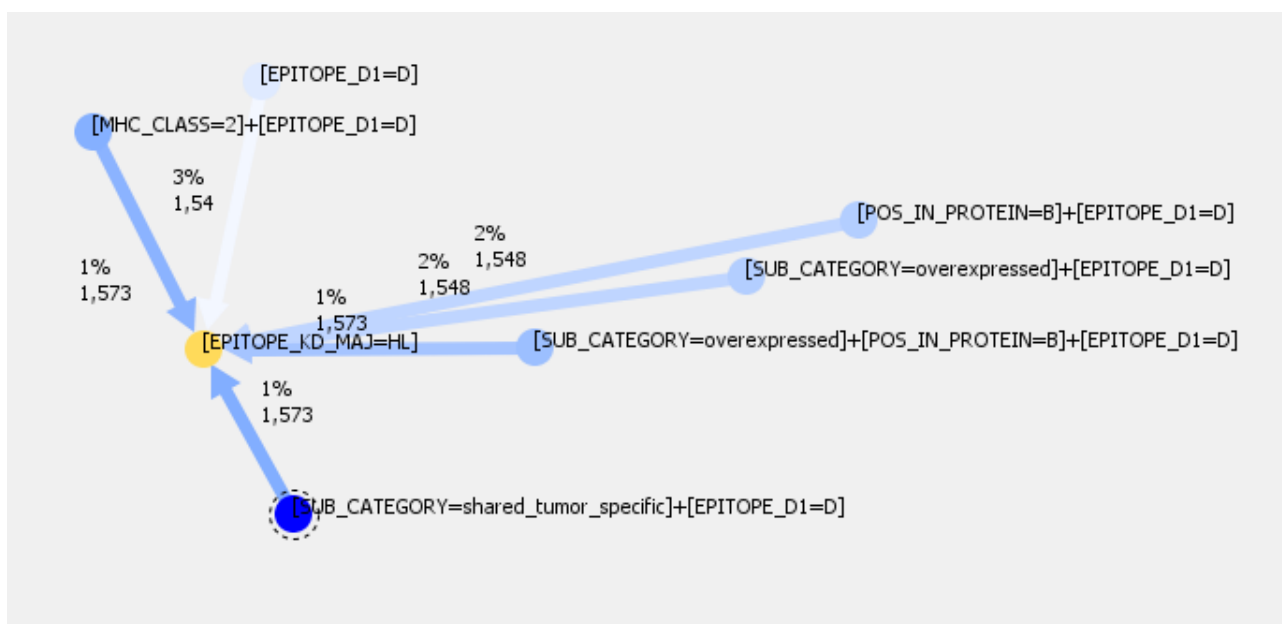 [EPITOPE_D1=D]
[MHC_CLASS=2]+[EPITOPE_D1=D]
3%
1,54
[POS_IN_PROTEIN=B]+[EPITOPE_D1=D]
2%
1,548
2%
1,548
[SUB_CATEGORY=overexpressed]+[EPITOPE_D1=D]
1%
1,573
1%
1,573
[EPITOPE_KD_MAJ=HL]
[SUB_CATEGORY=overexpressed]+[POS_IN_PROTEIN=B]+[EPITOPE_D1=D]
1%
1,573
[SUB_CATEGORY=shared_tumor_specific]+[EPITOPE_D1=D]